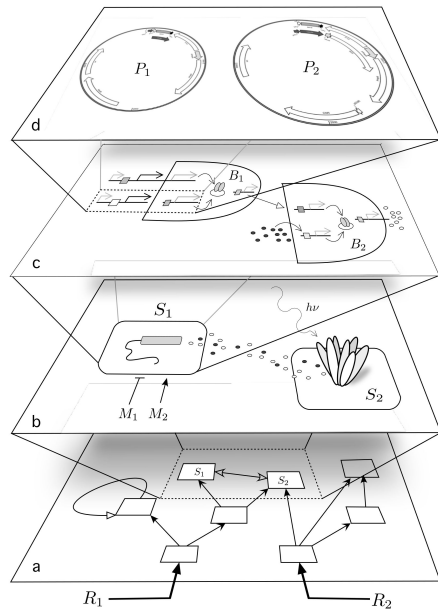 P₁
P₂
d
B₁
B₂
c
S₁
hν
S₂
M₁
M₂
b
S₁
S₂
a
R₁
R₂